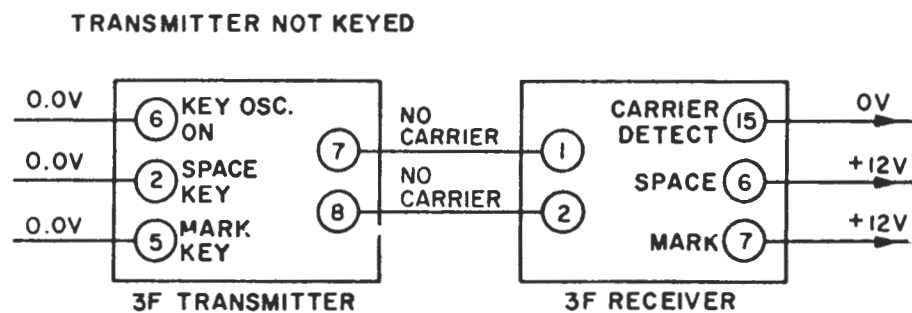 TRANSMITTER NOT KEYED
0.0V
6
KEY OSC.
ON
0.0V
2
SPACE
KEY
0.0V
5
MARK
KEY
7
8
NO
CARRIER
NO
CARRIER
1
2
CARRIER
DETECT
15
0V
SPACE
6
+12V
MARK
7
+12V
3F TRANSMITTER
3F RECEIVER